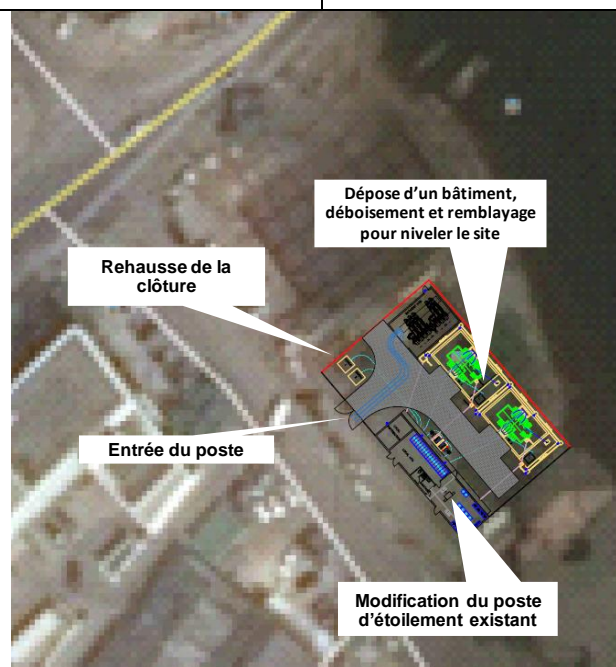 Dépose d’un bâtiment,
déboisement et remblayage
pour niveler le site
Rehausse de la
clôture
Entrée du poste
Modification du poste
d’étoilement existant